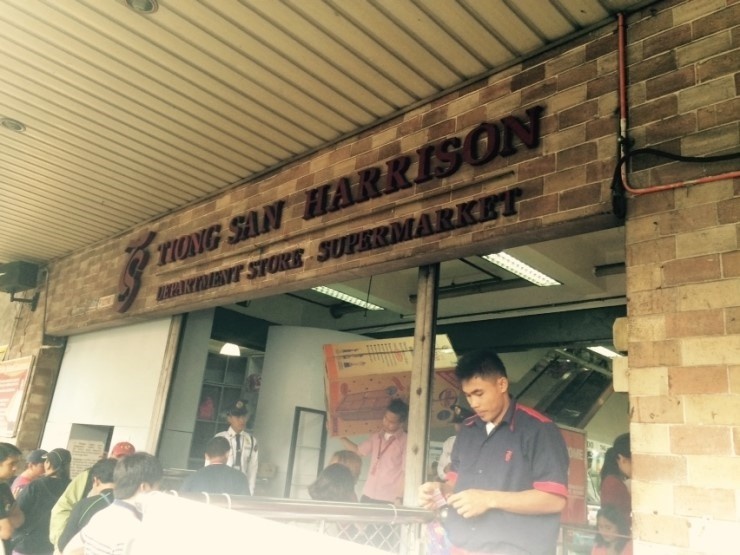 TIONG SAN HARRISON
DEPARTMENT STORE SUPERMARKET